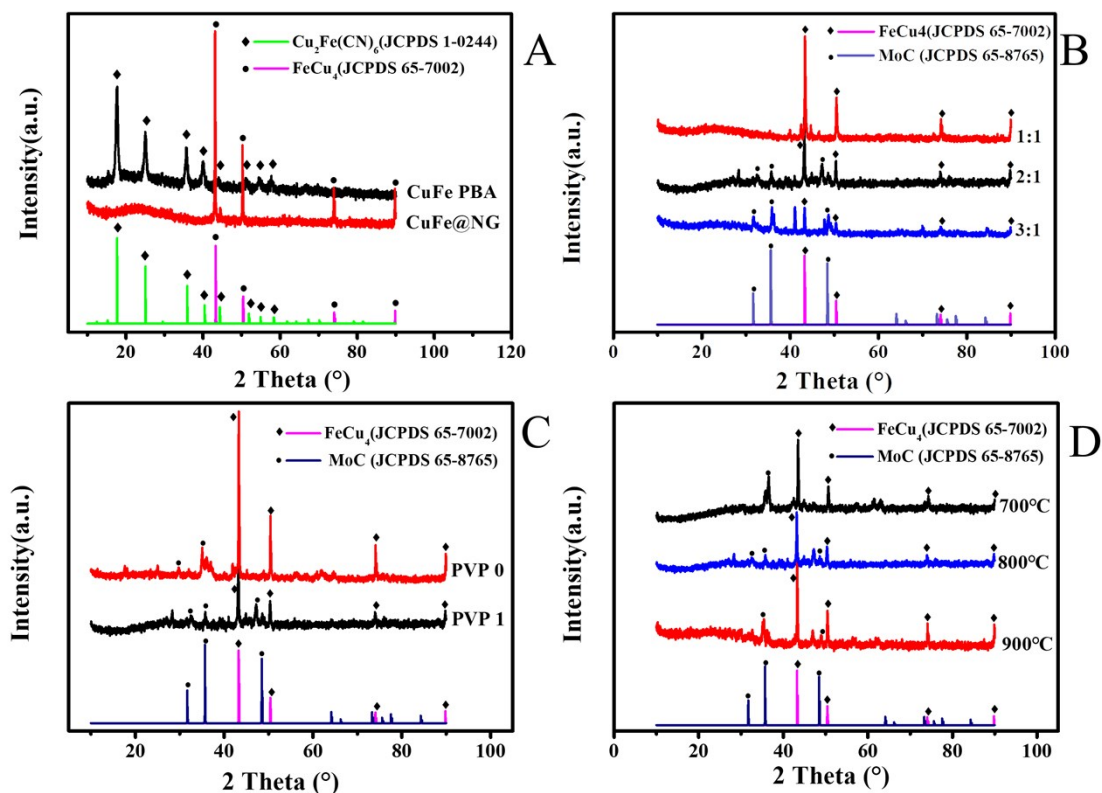 A
Cu₂Fe(CN)₆(JCPDS 1-0244)
FeCu₄(JCPDS 65-7002)
CuFe PBA
CuFe@NG
Intensity(a.u.)
20 40 60 80 100 120
2 Theta (°)
B
FeCu4(JCPDS 65-7002)
MoC (JCPDS 65-8765)
1:1
2:1
3:1
Intensity(a.u.)
0 20 40 60 80 100
2 Theta (°)
C
FeCu₄(JCPDS 65-7002)
MoC (JCPDS 65-8765)
PVP 0
PVP 1
Intensity(a.u.)
20 40 60 80 100
2 Theta (°)
D
FeCu₄(JCPDS 65-7002)
MoC (JCPDS 65-8765)
700°C
800°C
900°C
Intensity(a.u.)
0 20 40 60 80 100
2 Theta (°)